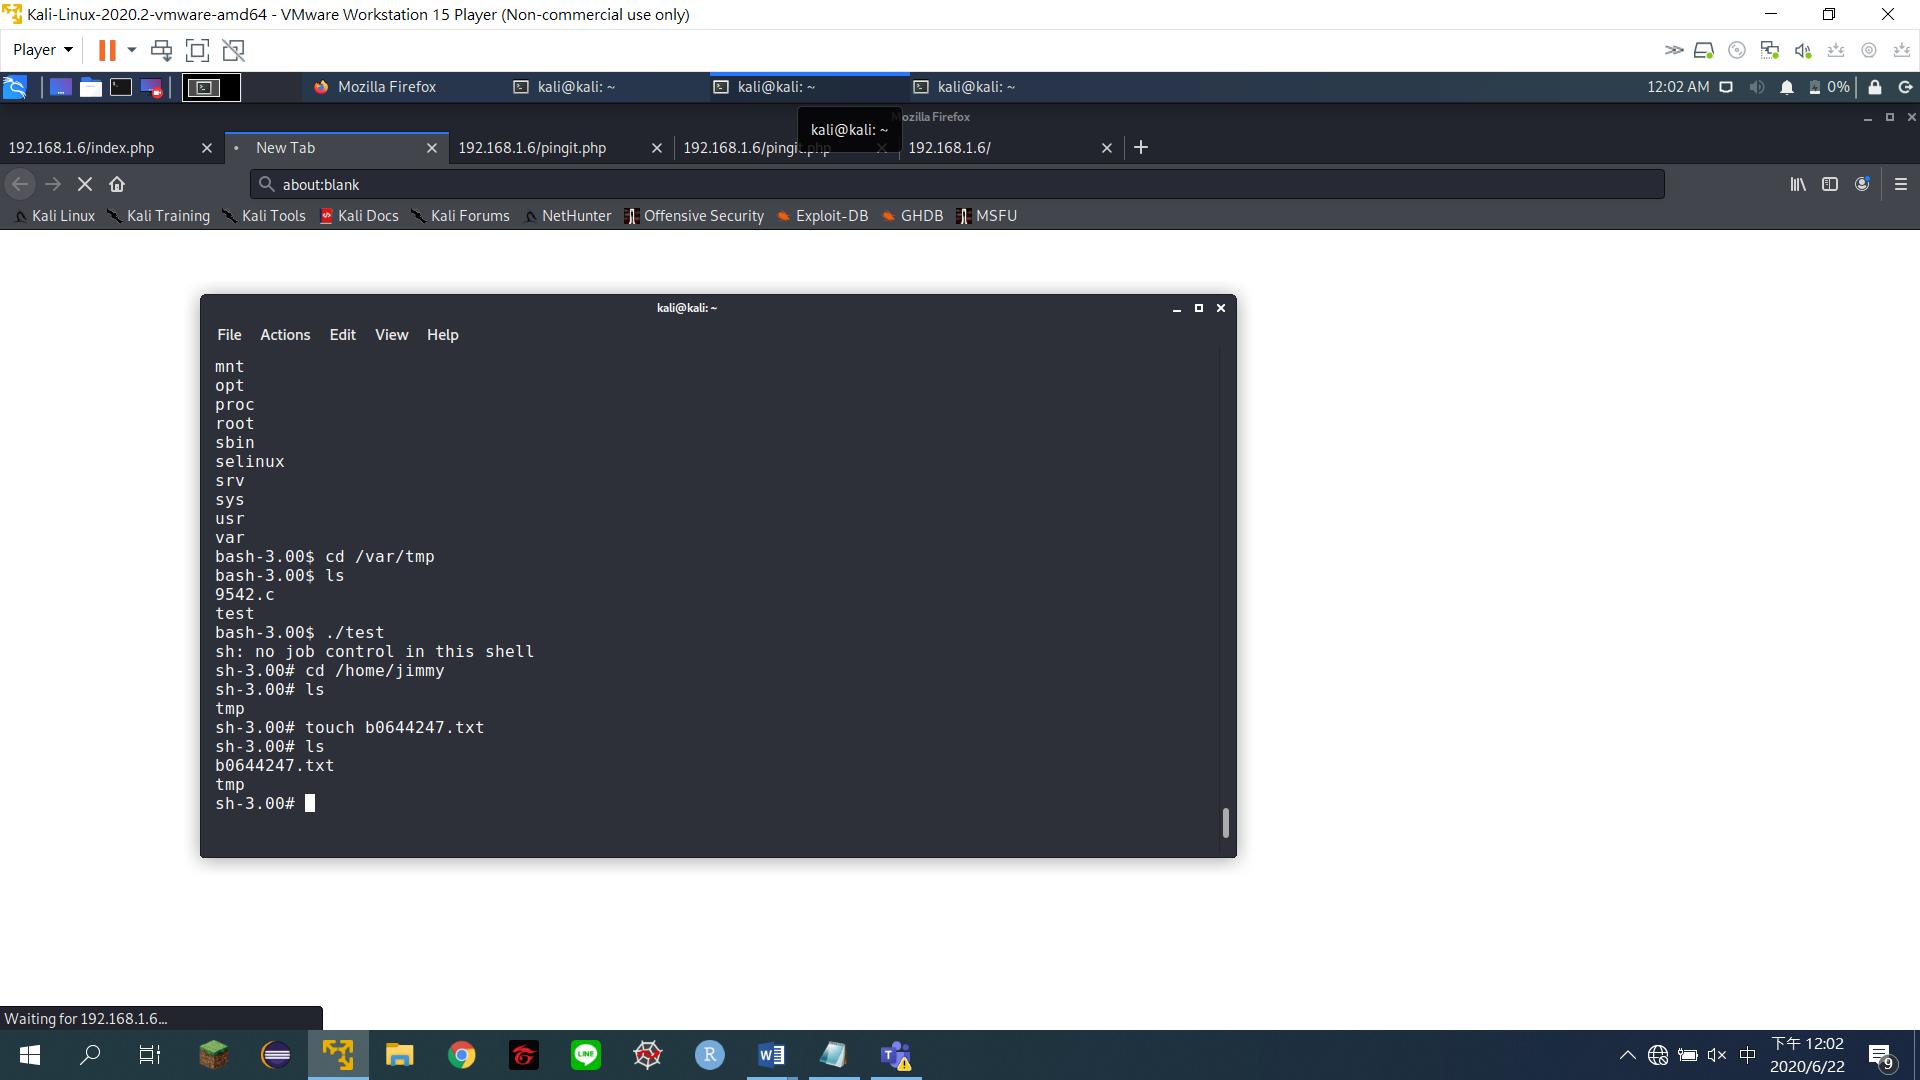 Kali-Linux-2020.2-vmware-amd64 - VMware Workstation 15 Player (Non-commercial use only)
Player
Mozilla Firefox
kali@kali: ~
kali@kali: ~
kali@kali: ~
12:02 AM
0%
Mozilla Firefox
kali@kali: ~
192.168.1.6/index.php
New Tab
192.168.1.6/pingit.php
192.168.1.6/pingit.php
192.168.1.6/
about:blank
Kali Linux
Kali Training
Kali Tools
Kali Docs
Kali Forums
NetHunter
Offensive Security
Exploit-DB
GHDB
MSFU
kali@kali: ~
File Actions Edit View Help
mnt
opt
proc
root
sbin
selinux
srv
sys
usr
var
bash-3.00$ cd /var/tmp
bash-3.00$ ls
9542.c
test
bash-3.00$ ./test
sh: no job control in this shell
sh-3.00# cd /home/jimmy
sh-3.00# ls
tmp
sh-3.00# touch b0644247.txt
sh-3.00# ls
b0644247.txt
tmp
sh-3.00#
Waiting for 192.168.1.6...
LINE
R
W
T
中
下午 12:02
2020/6/22
9